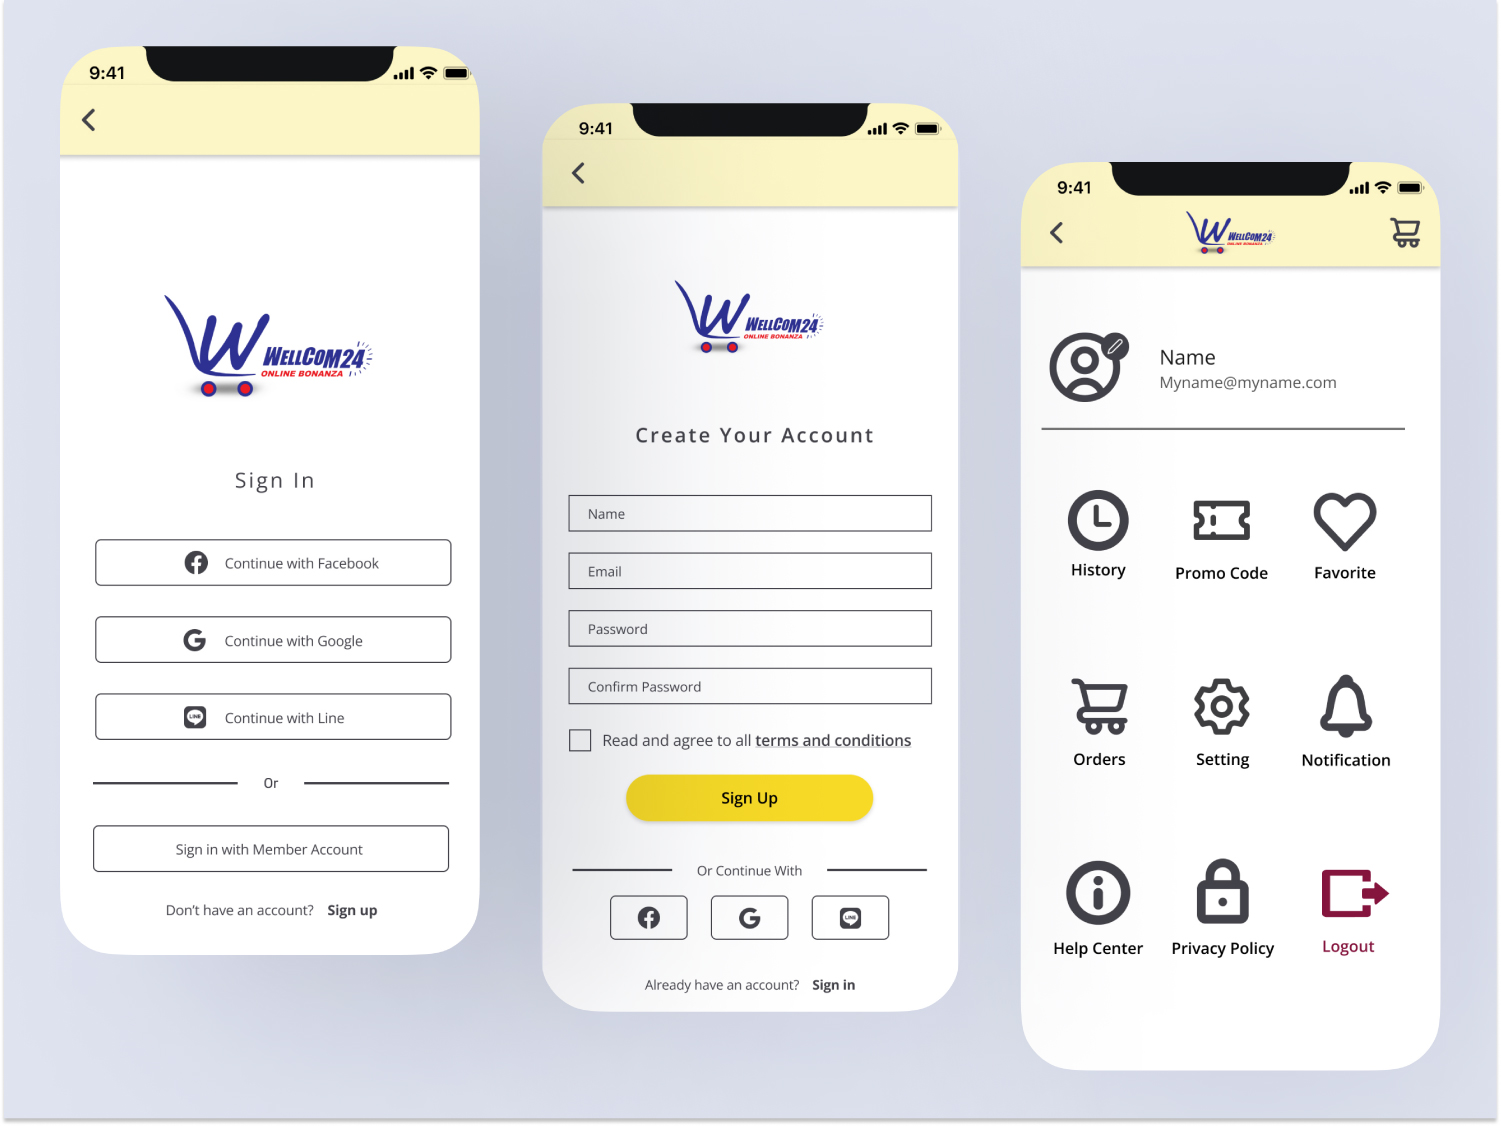 9:41
WELLCOM24
ONLINE BONANZA
Sign In
Continue with Facebook
Continue with Google
LINE
Continue with Line
Or
Sign in with Member Account
Don't have an account? Sign up
9:41
WELLCOM24
ONLINE BONANZA
Create Your Account
Name
Email
Password
Confirm Password
Read and agree to all terms and conditions
Sign Up
Or Continue With
LINE
Already have an account? Sign in
9:41
WELLCOM24
ONLINE BONANZA
Name
Myname@myname.com
History Promo Code Favorite
Orders Setting Notification
Help Center Privacy Policy Logout